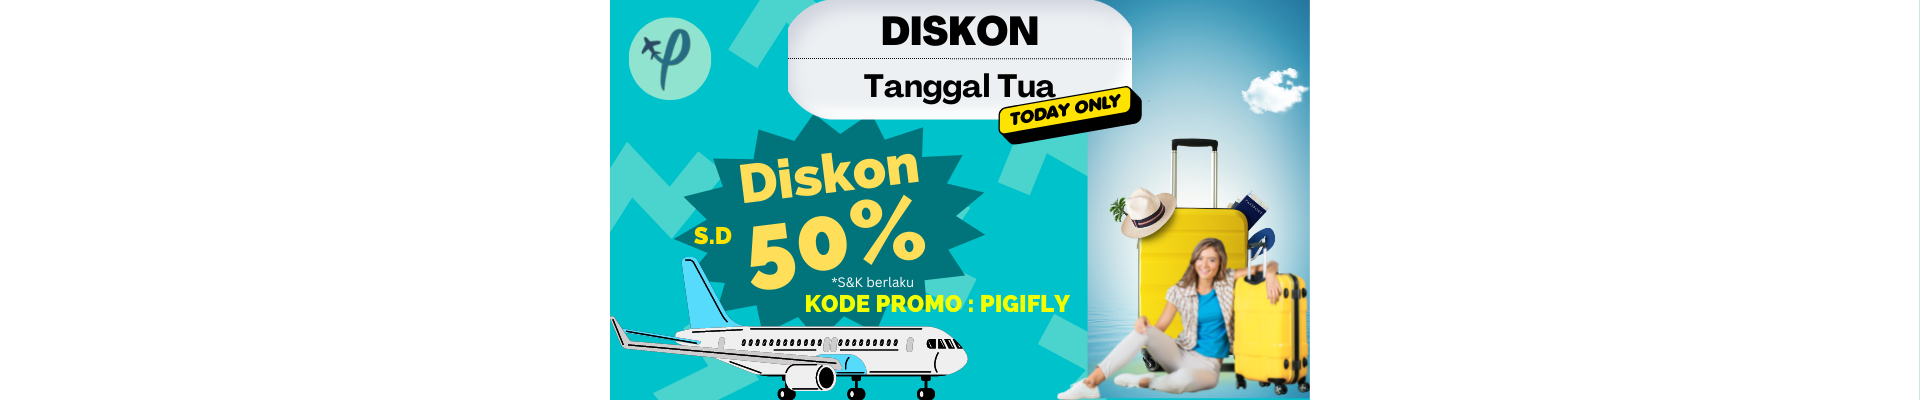 DISKON
Tanggal Tua
TODAY ONLY
Diskon
S.D 50%
*S&K berlaku
KODE PROMO : PIGIFLY